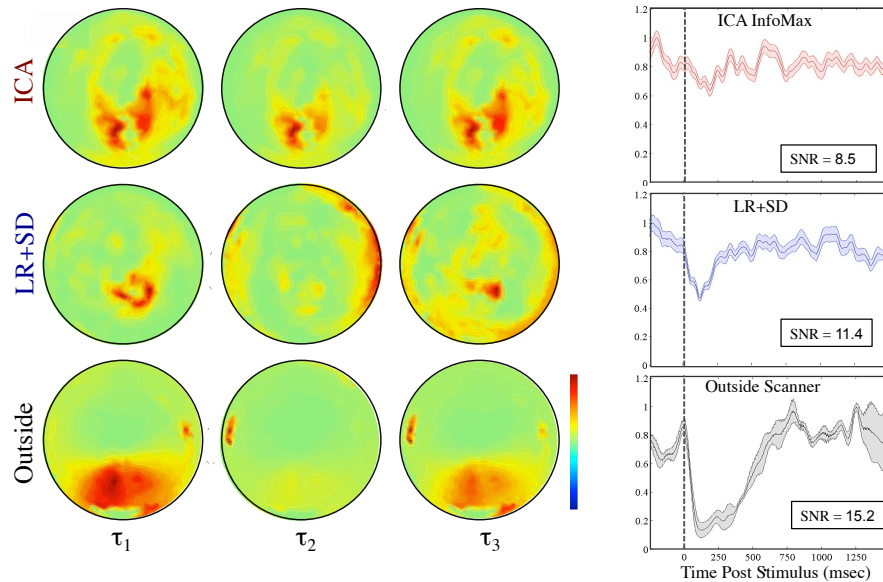 ICA
LR+SD
Outside
τ1
τ2
τ3
ICA InfoMax
1.2
1
0.8
0.6
0.4
0.2
0
SNR = 8.5
LR+SD
1.2
1
0.8
0.6
0.4
0.2
0
SNR = 11.4
Outside Scanner
1.2
1
0.8
0.6
0.4
0.2
0
SNR = 15.2
0 250 500 750 1000 1250
Time Post Stimulus (msec)